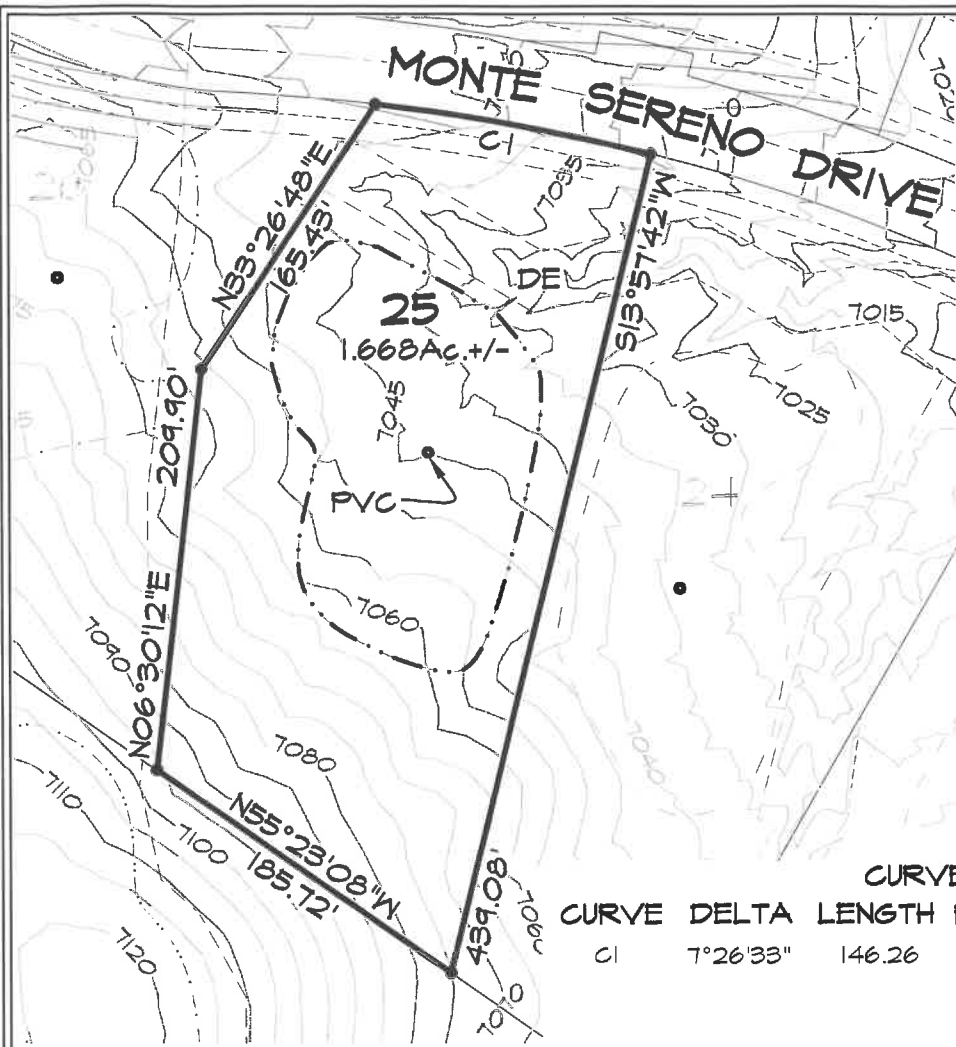 MONTE SERENO DRIVE
C1
N33°26'48"E
165.43'
7035
DE
S13°57'42"W
7015
25
1.668Ac.+/-
7045
7030
7025
209.90'
PVC
N06°30'12"E
7060
7090
7080
7040
7110
7100
N55°23'08"W
185.72'
439.08'
7120
CURVE
CURVE DELTA LENGTH
C1 7°26'33" 146.26